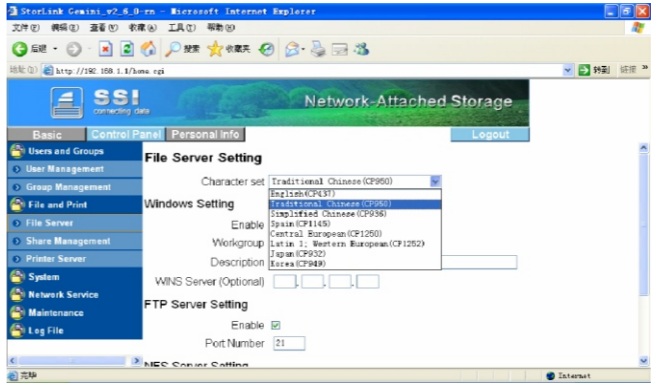 StorLink Gemini_v2_6_0-rn - Microsoft Internet Explorer
文件(F) 编辑(E) 查看(V) 收藏(A) 工具(T) 帮助(H)
后退 搜索 收藏夹
地址(D) http://192.168.1.1/home.cgi 转到 链接 »
SSI
connecting data
Network-Attached Storage
Basic Control Panel Personal Info Logout
Users and Groups
User Management
Group Management
File and Print
File Server
Share Management
Printer Server
System
Network Service
Maintenance
Log File
File Server Setting
Character set Traditional Chinese(CP950)
English(CP437)
Traditional Chinese(CP950)
Simplified Chinese(CP936)
Spain(CP1145)
Central European(CP1250)
Latin 1; Western European(CP1252)
Japan(CP932)
Korea(CP949)
Windows Setting
Enable
Workgroup
Description
WINS Server (Optional) . . .
FTP Server Setting
Enable
Port Number 21
NFS Server Setting
完毕 Internet